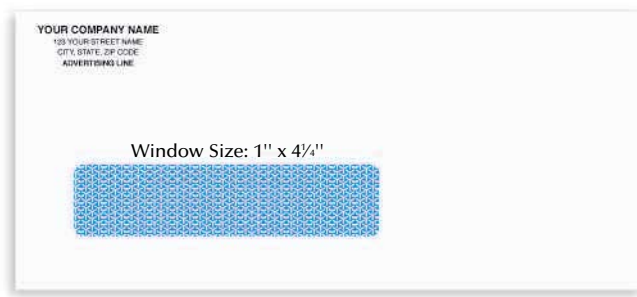 YOUR COMPANY NAME
123 YOUR STREET NAME
CITY, STATE, ZIP CODE
ADVERTISING LINE
Window Size: 1'' x 4¼''